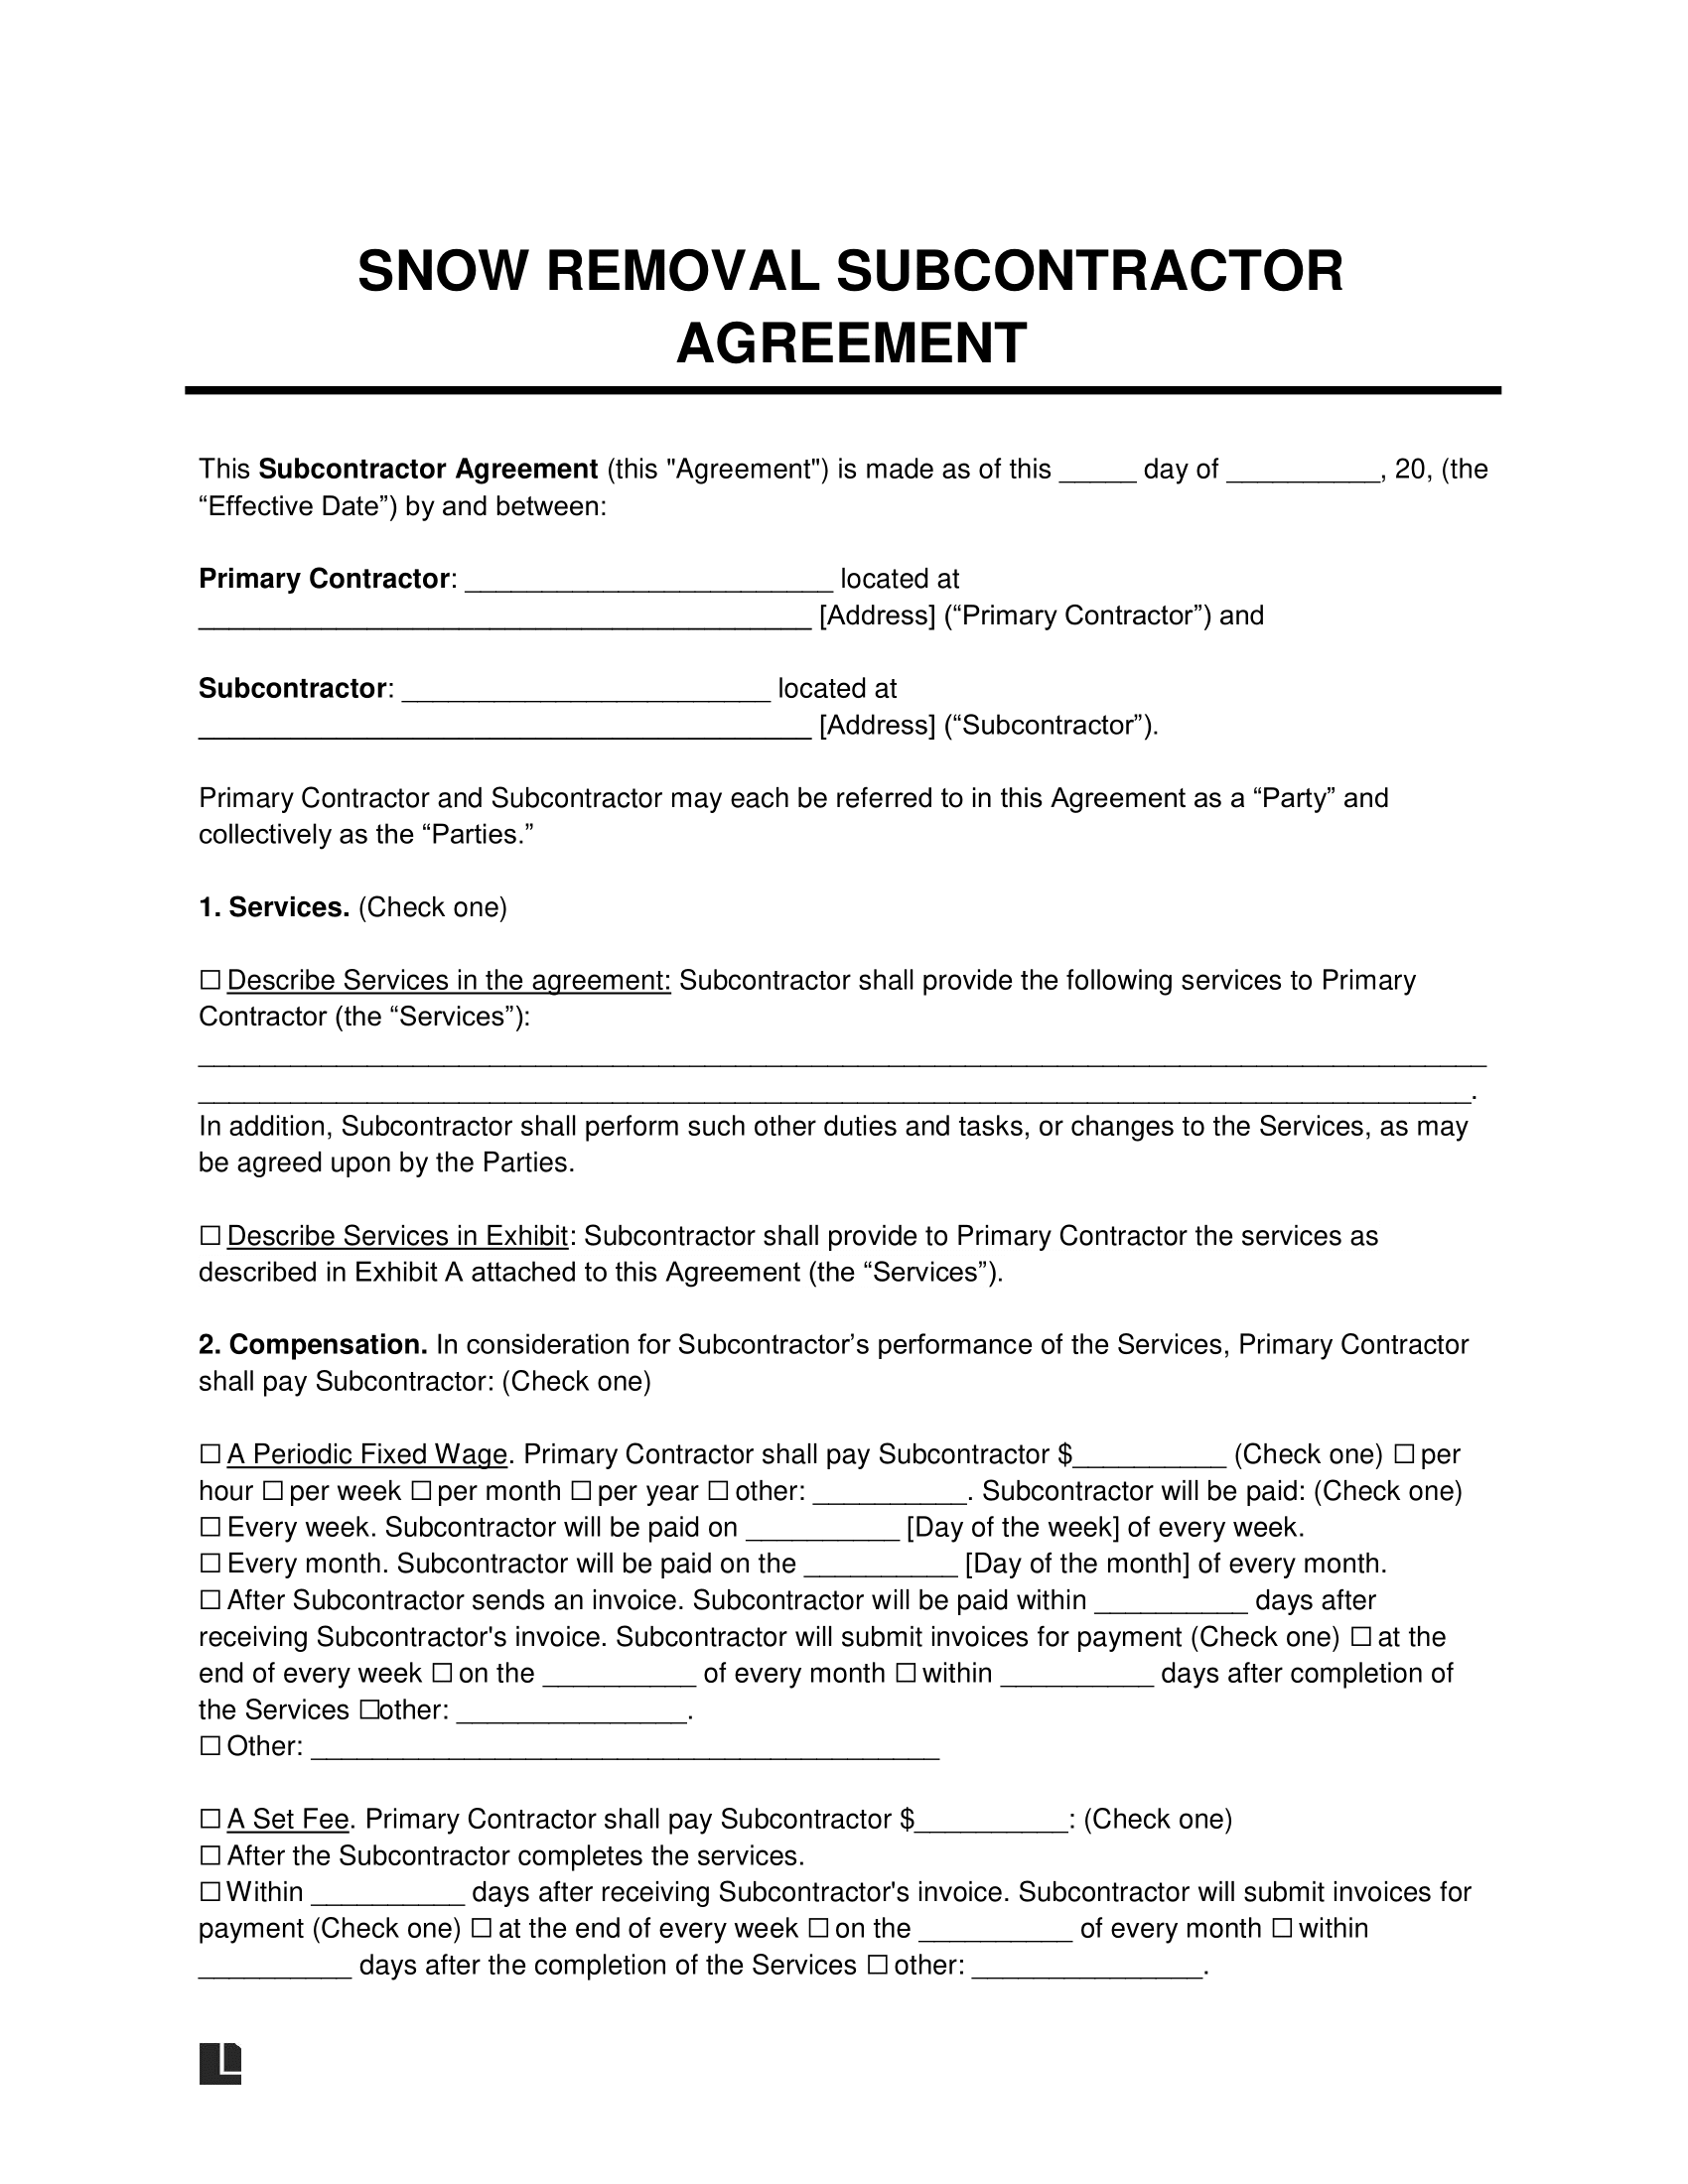 SNOW REMOVAL SUBCONTRACTOR
AGREEMENT
This Subcontractor Agreement (this "Agreement") is made as of this _____ day of __________, 20, (the
“Effective Date”) by and between:
Primary Contractor: ________________________ located at
________________________________________ [Address] (“Primary Contractor”) and
Subcontractor: ________________________ located at
________________________________________ [Address] (“Subcontractor”).
Primary Contractor and Subcontractor may each be referred to in this Agreement as a “Party” and
collectively as the “Parties.”
1. Services. (Check one)
☐ Describe Services in the agreement: Subcontractor shall provide the following services to Primary
Contractor (the “Services”):
____________________________________________________________________________________
___________________________________________________________________________________.
In addition, Subcontractor shall perform such other duties and tasks, or changes to the Services, as may
be agreed upon by the Parties.
☐ Describe Services in Exhibit: Subcontractor shall provide to Primary Contractor the services as
described in Exhibit A attached to this Agreement (the “Services”).
2. Compensation. In consideration for Subcontractor’s performance of the Services, Primary Contractor
shall pay Subcontractor: (Check one)
☐ A Periodic Fixed Wage. Primary Contractor shall pay Subcontractor $__________ (Check one) ☐ per
hour ☐ per week ☐ per month ☐ per year ☐ other: __________. Subcontractor will be paid: (Check one)
☐ Every week. Subcontractor will be paid on __________ [Day of the week] of every week.
☐ Every month. Subcontractor will be paid on the __________ [Day of the month] of every month.
☐ After Subcontractor sends an invoice. Subcontractor will be paid within __________ days after
receiving Subcontractor's invoice. Subcontractor will submit invoices for payment (Check one) ☐ at the
end of every week ☐ on the __________ of every month ☐ within __________ days after completion of
the Services ☐other: _______________.
☐ Other: _________________________________________
☐ A Set Fee. Primary Contractor shall pay Subcontractor $__________: (Check one)
☐ After the Subcontractor completes the services.
☐ Within __________ days after receiving Subcontractor's invoice. Subcontractor will submit invoices for
payment (Check one) ☐ at the end of every week ☐ on the __________ of every month ☐ within
__________ days after the completion of the Services ☐ other: _______________.